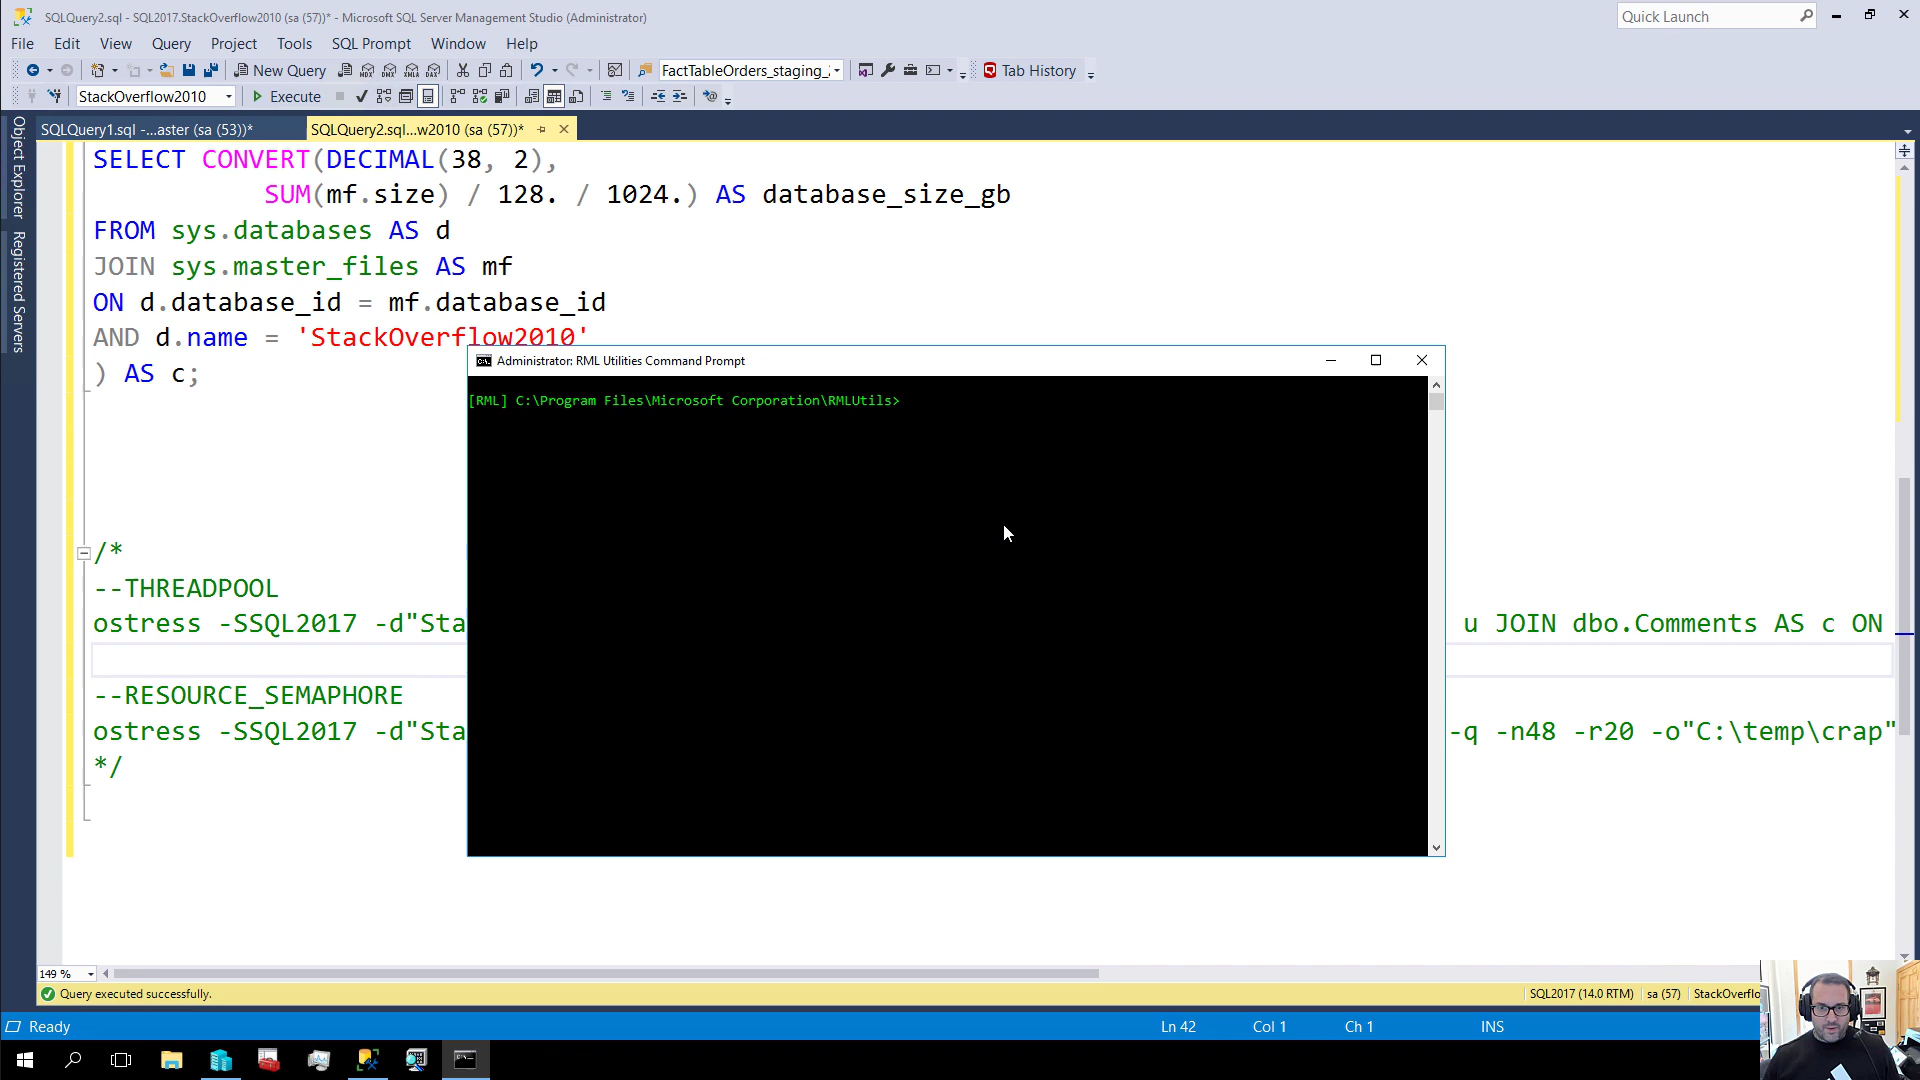 SQLQuery2.sql - SQL2017.StackOverflow2010 (sa (57))* - Microsoft SQL Server Management Studio (Administrator)
Quick Launch
File Edit View Query Project Tools SQL Prompt Window Help
New Query
FactTableOrders_staging_
Tab History
StackOverflow2010
Execute
SQLQuery1.sql -...aster (sa (53))*
SQLQuery2.sql...w2010 (sa (57))*
Object Explorer
Registered Servers
SELECT CONVERT(DECIMAL(38, 2),
SUM(mf.size) / 128. / 1024.) AS database_size_gb
FROM sys.databases AS d
JOIN sys.master_files AS mf
ON d.database_id = mf.database_id
AND d.name = 'StackOverflow2010'
) AS c;
Administrator: RML Utilities Command Prompt
[RML] C:\Program Files\Microsoft Corporation\RMLUtils>
/*
--THREADPOOL
ostress -SSQL2017 -d"Sta
u JOIN dbo.Comments AS c ON
--RESOURCE_SEMAPHORE
ostress -SSQL2017 -d"Sta
-q -n48 -r20 -o"C:\temp\crap"
*/
149 %
Query executed successfully.
SQL2017 (14.0 RTM)
sa (57)
StackOverflo
Ready
Ln 42
Col 1
Ch 1
INS